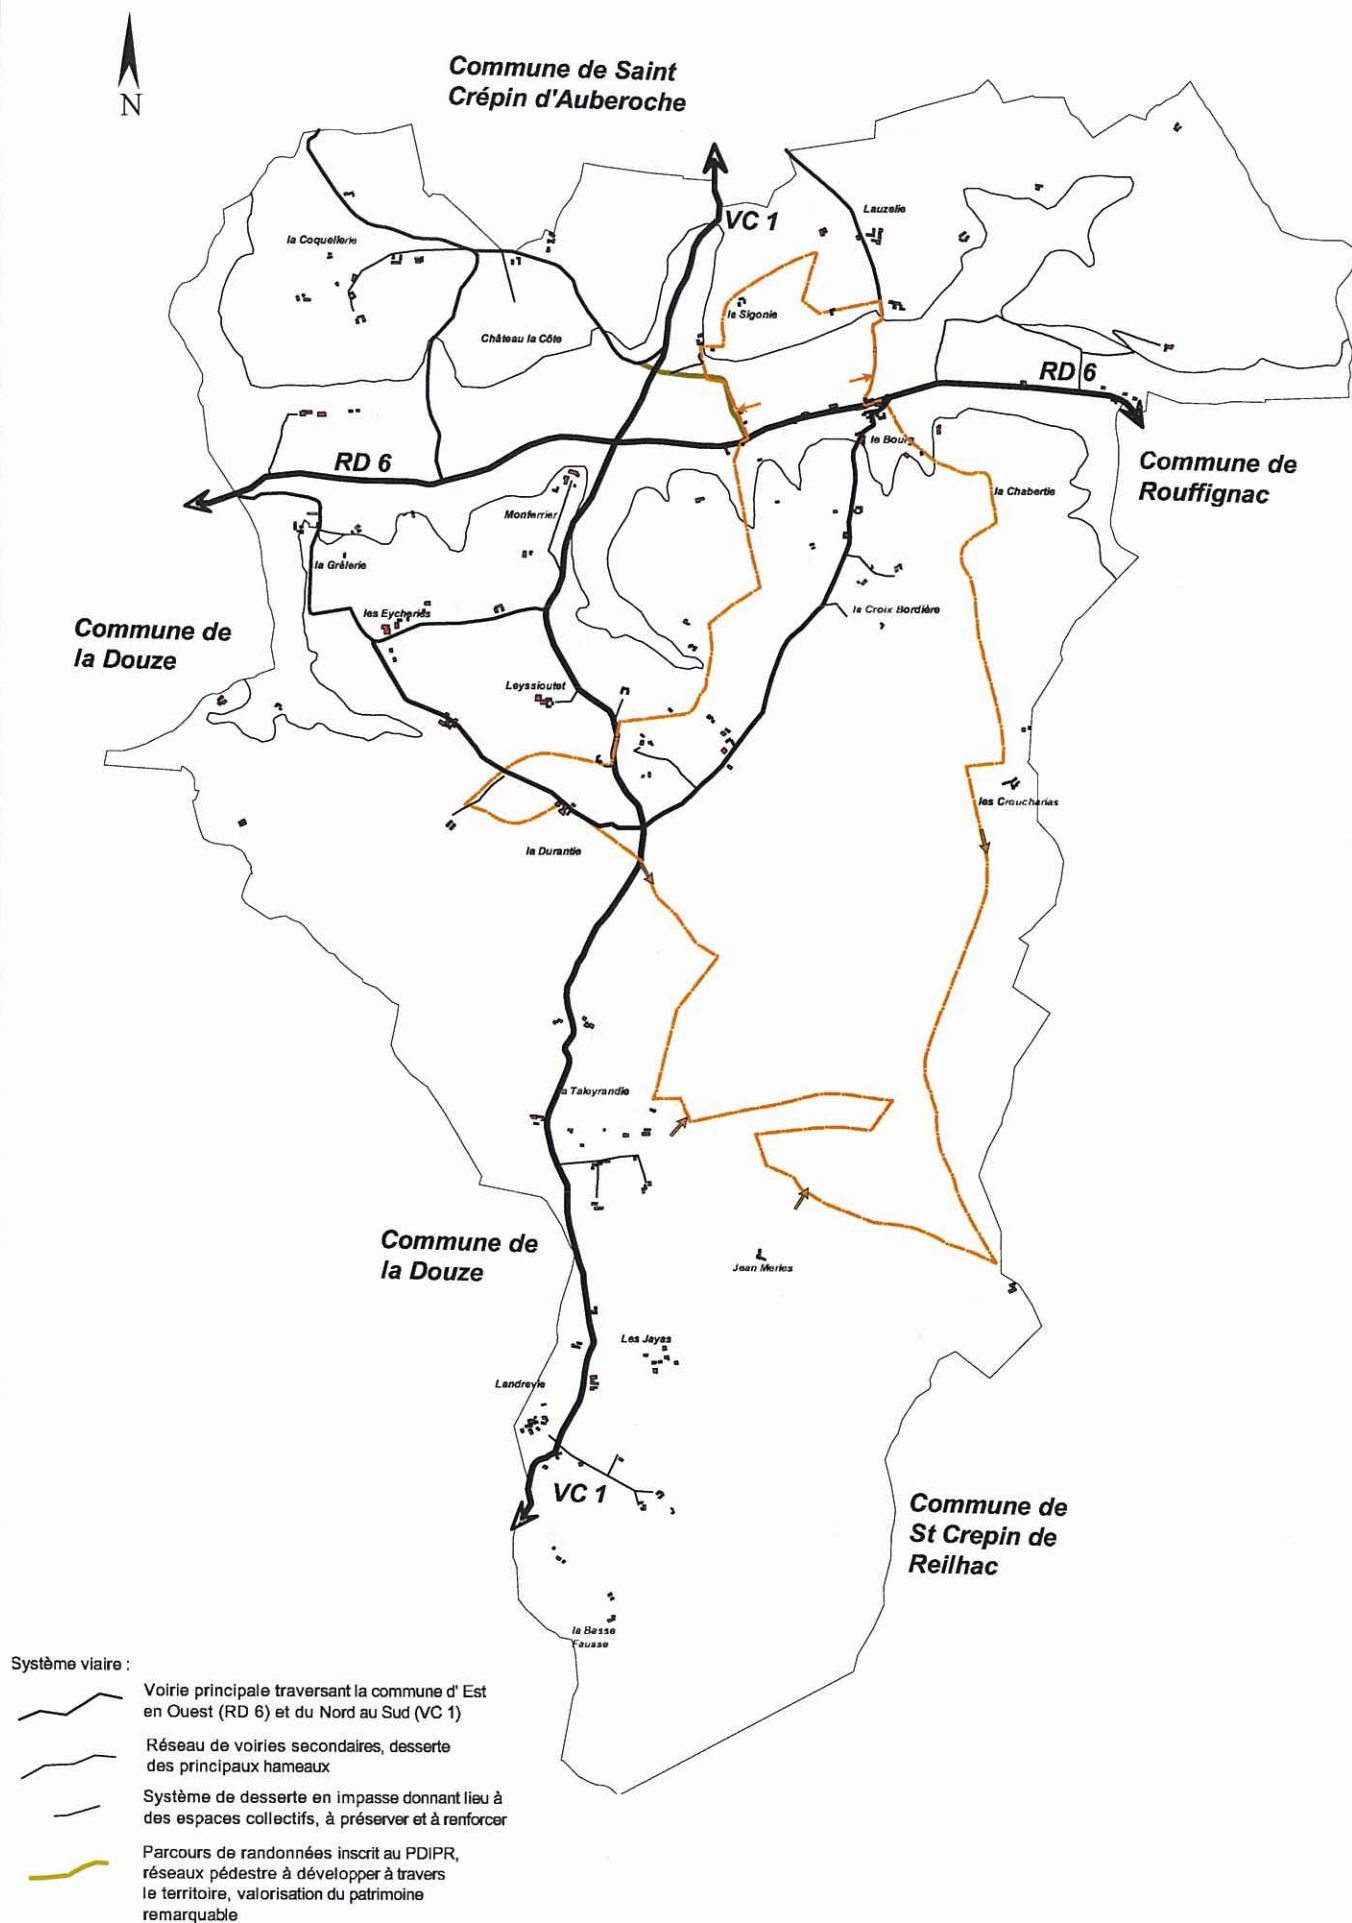 N
Commune de Saint
Crépin d'Auberoche
VC 1
Lauzelie
la Coquellerie
la Sigonie
Château la Côte
RD 6
RD 6
le Bourg
Commune de
Rouffignac
la Chabertie
Monferrier
la Grêlerie
les Eycheries
la Croix Bordière
Commune de
la Douze
Leyssioutet
les Croucharias
la Durantie
a Taleyrandie
Commune de
la Douze
Jean Merles
Les Jayas
Landrevie
VC 1
Commune de
St Crepin de
Reilhac
la Basse
Fausse
Système viaire :
Voirie principale traversant la commune d' Est
en Ouest (RD 6) et du Nord au Sud (VC 1)
Réseau de voiries secondaires, desserte
des principaux hameaux
Système de desserte en impasse donnant lieu à
des espaces collectifs, à préserver et à renforcer
Parcours de randonnées inscrit au PDIPR,
réseaux pédestre à développer à travers
le territoire, valorisation du patrimoine
remarquable